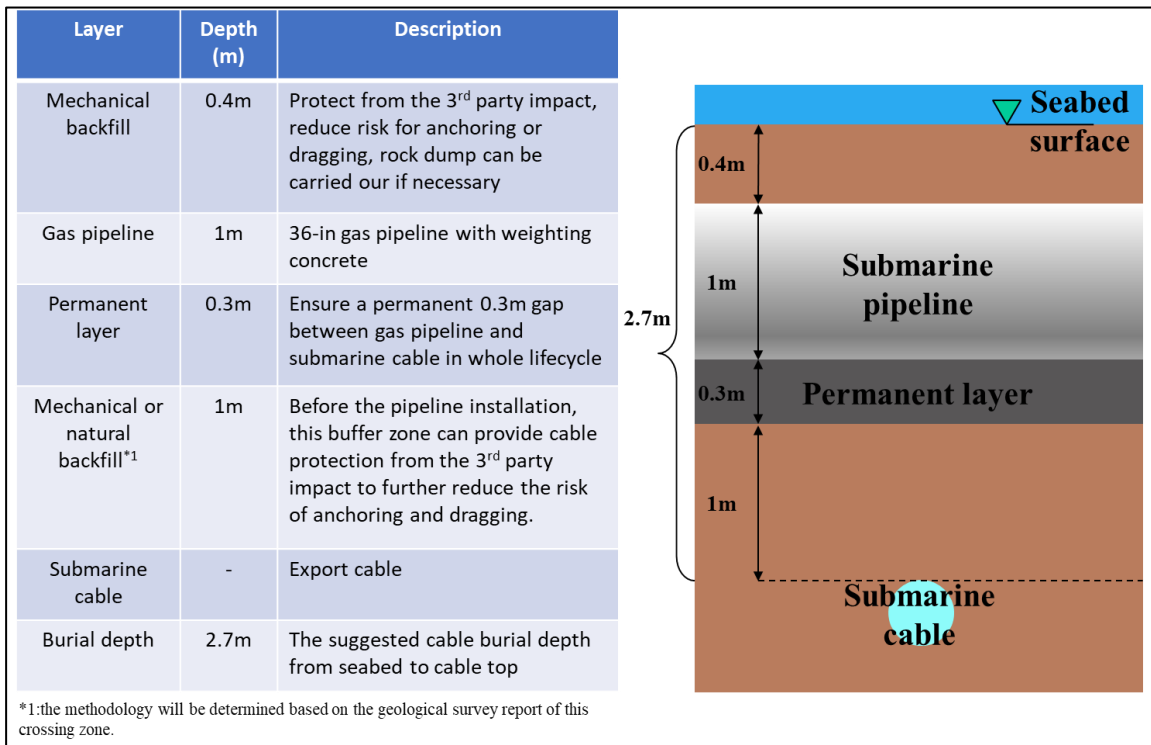 Layer
Depth
(m)
Description
Mechanical
backfill
0.4m
Protect from the 3rd party impact,
reduce risk for anchoring or
dragging, rock dump can be
carried our if necessary
Gas pipeline
1m
36-in gas pipeline with weighting
concrete
Permanent
layer
0.3m
Ensure a permanent 0.3m gap
between gas pipeline and
submarine cable in whole lifecycle
Mechanical or
natural
backfill*1
1m
Before the pipeline installation,
this buffer zone can provide cable
protection from the 3rd party
impact to further reduce the risk
of anchoring and dragging.
Submarine
cable
-
Export cable
Burial depth
2.7m
The suggested cable burial depth
from seabed to cable top
*1:the methodology will be determined based on the geological survey report of this
crossing zone.
Seabed
surface
0.4m
Submarine
pipeline
1m
2.7m
0.3m
Permanent layer
1m
Submarine
cable